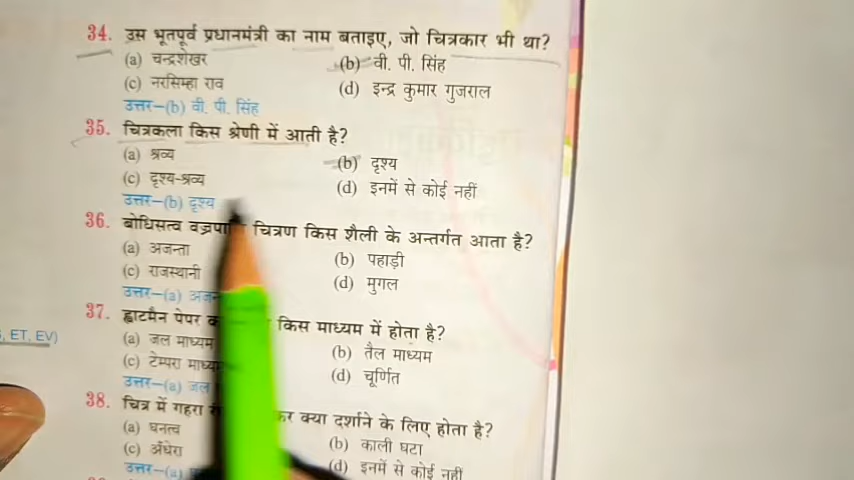 34. उस भूतपूर्व प्रधानमंत्री का नाम बताइए, जो चित्रकार भी था?
(a) चन्द्रशेखर (b) वी. पी. सिंह
(c) नरसिम्हा राव (d) इन्द्र कुमार गुजराल
उत्तर–(b) वी. पी. सिंह
35. चित्रकला किस श्रेणी में आती है?
(a) श्रव्य (b) दृश्य
(c) दृश्य-श्रव्य (d) इनमें से कोई नहीं
उत्तर–(b) दृश्य
36. बोधिसत्व चित्रण किस शैली के अन्तर्गत आता है?
(a) अजन्ता (b) पहाड़ी
(c) राजस्थानी (d) मुगल
उत्तर–(a)
37. ह्वाटमैन पेपर किस माध्यम में होता है?
, ET, EV)
(a) जल माध्यम (b) तैल माध्यम
(c) टेम्परा (d) चूर्णित
उत्तर–(a) जल
38. चित्र में गहरा क्या दर्शाने के लिए होता है?
(a) घनत्व (b) काली घटा
(c) अँधेरा (d) इनमें से कोई नहीं
उत्तर–(a)